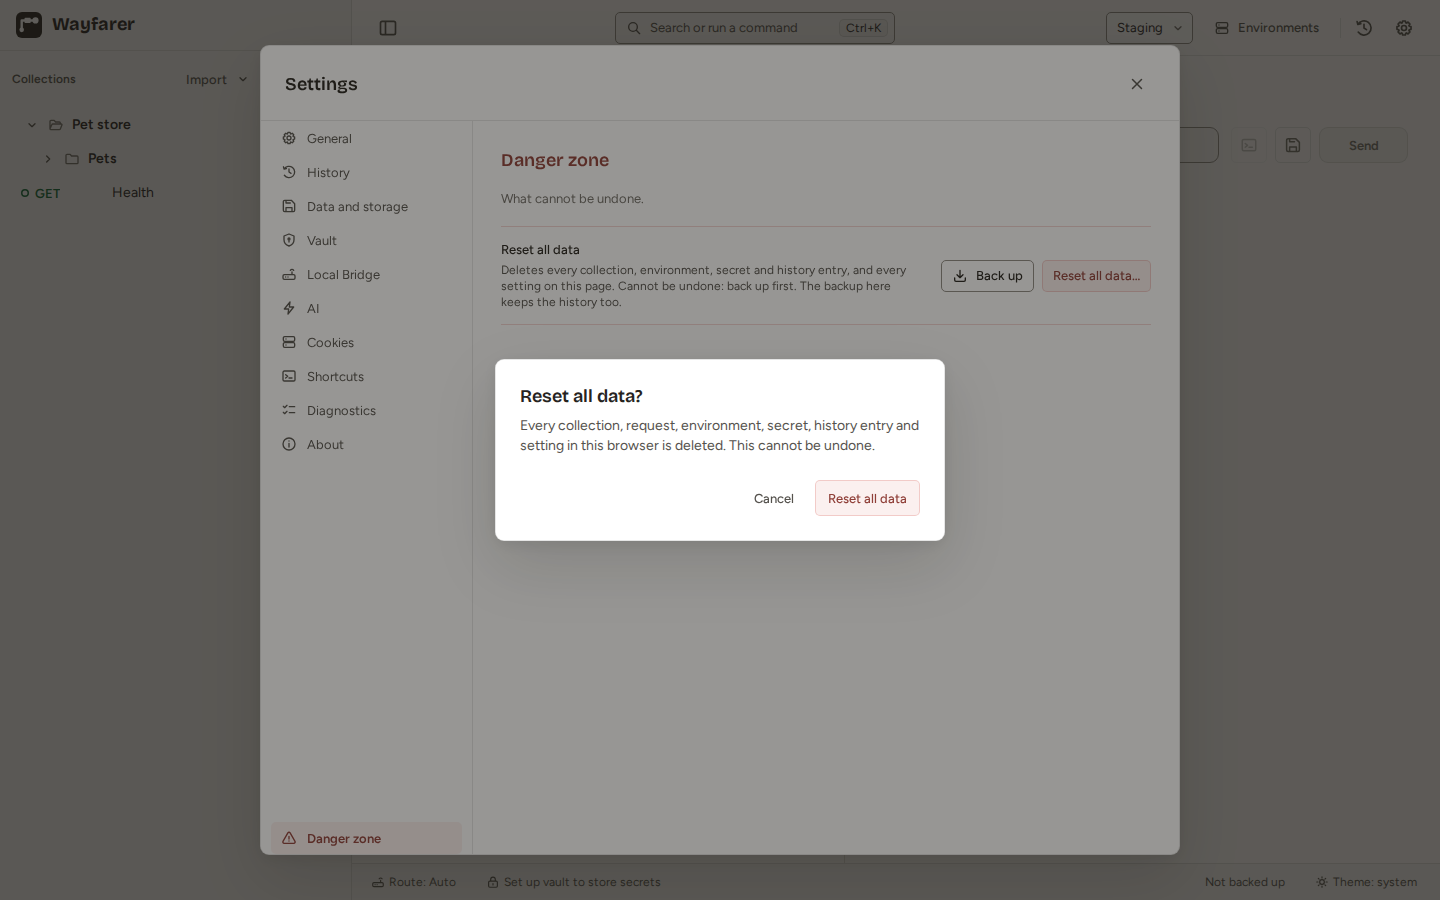 Wayfarer
Search or run a command
Ctrl+K
Staging
Environments
Collections
Import
Pet store
Pets
GET
Health
Send
Settings
General
History
Data and storage
Vault
Local Bridge
AI
Cookies
Shortcuts
Diagnostics
About
Danger zone
Danger zone
What cannot be undone.
Reset all data
Deletes every collection, environment, secret and history entry, and every
setting on this page. Cannot be undone: back up first. The backup here
keeps the history too.
Back up
Reset all data...
Reset all data?
Every collection, request, environment, secret, history entry and
setting in this browser is deleted. This cannot be undone.
Cancel
Reset all data
Route: Auto
Set up vault to store secrets
Not backed up
Theme: system